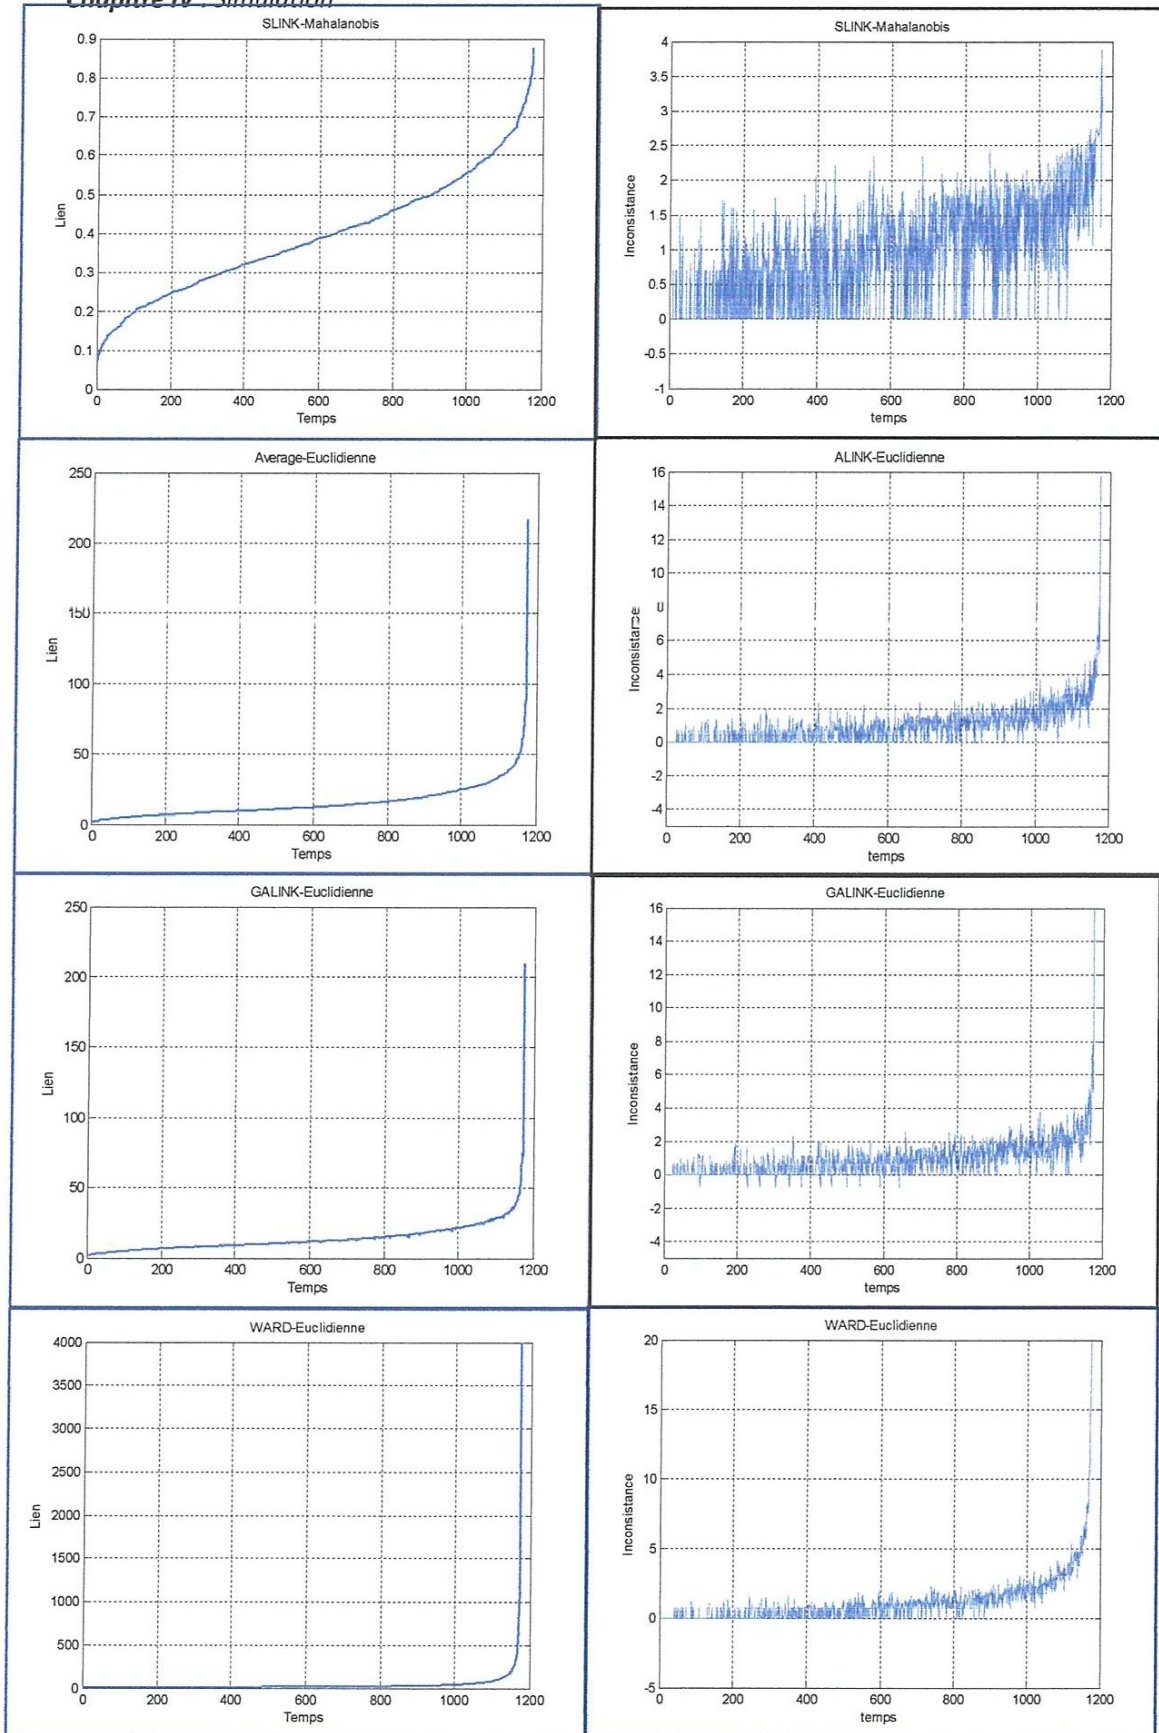 Chapitre IV : Simulation
SLINK-Mahalanobis
0.9
0.8
0.7
0.6
0.5
0.4
0.3
0.2
0.1
0
Lien
0 200 400 600 800 1000 1200
Temps
SLINK-Mahalanobis
4
3.5
3
2.5
2
1.5
1
0.5
0
-0.5
-1
Inconsistance
0 200 400 600 800 1000 1200
temps
Average-Euclidienne
250
200
150
100
50
0
Lien
0 200 400 600 800 1000 1200
Temps
ALINK-Euclidienne
16
14
12
10
8
6
4
2
0
-2
-4
Inconsistance
0 200 400 600 800 1000 1200
temps
GALINK-Euclidienne
250
200
150
100
50
0
Lien
0 200 400 600 800 1000 1200
Temps
GALINK-Euclidienne
16
14
12
10
8
6
4
2
0
-2
-4
Inconsistance
0 200 400 600 800 1000 1200
temps
WARD-Euclidienne
4000
3500
3000
2500
2000
1500
1000
500
0
Lien
0 200 400 600 800 1000 1200
Temps
WARD-Euclidienne
20
15
10
5
0
-5
Inconsistance
0 200 400 600 800 1000 1200
temps